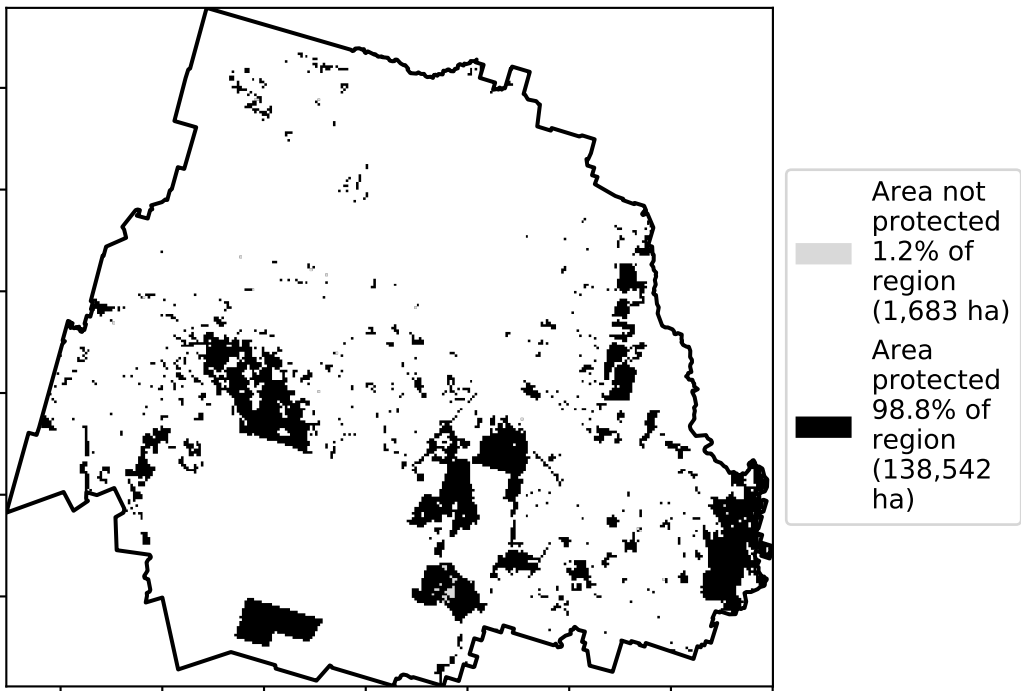 Area not
protected
1.2% of
region
(1,683 ha)
Area
protected
98.8% of
region
(138,542
ha)